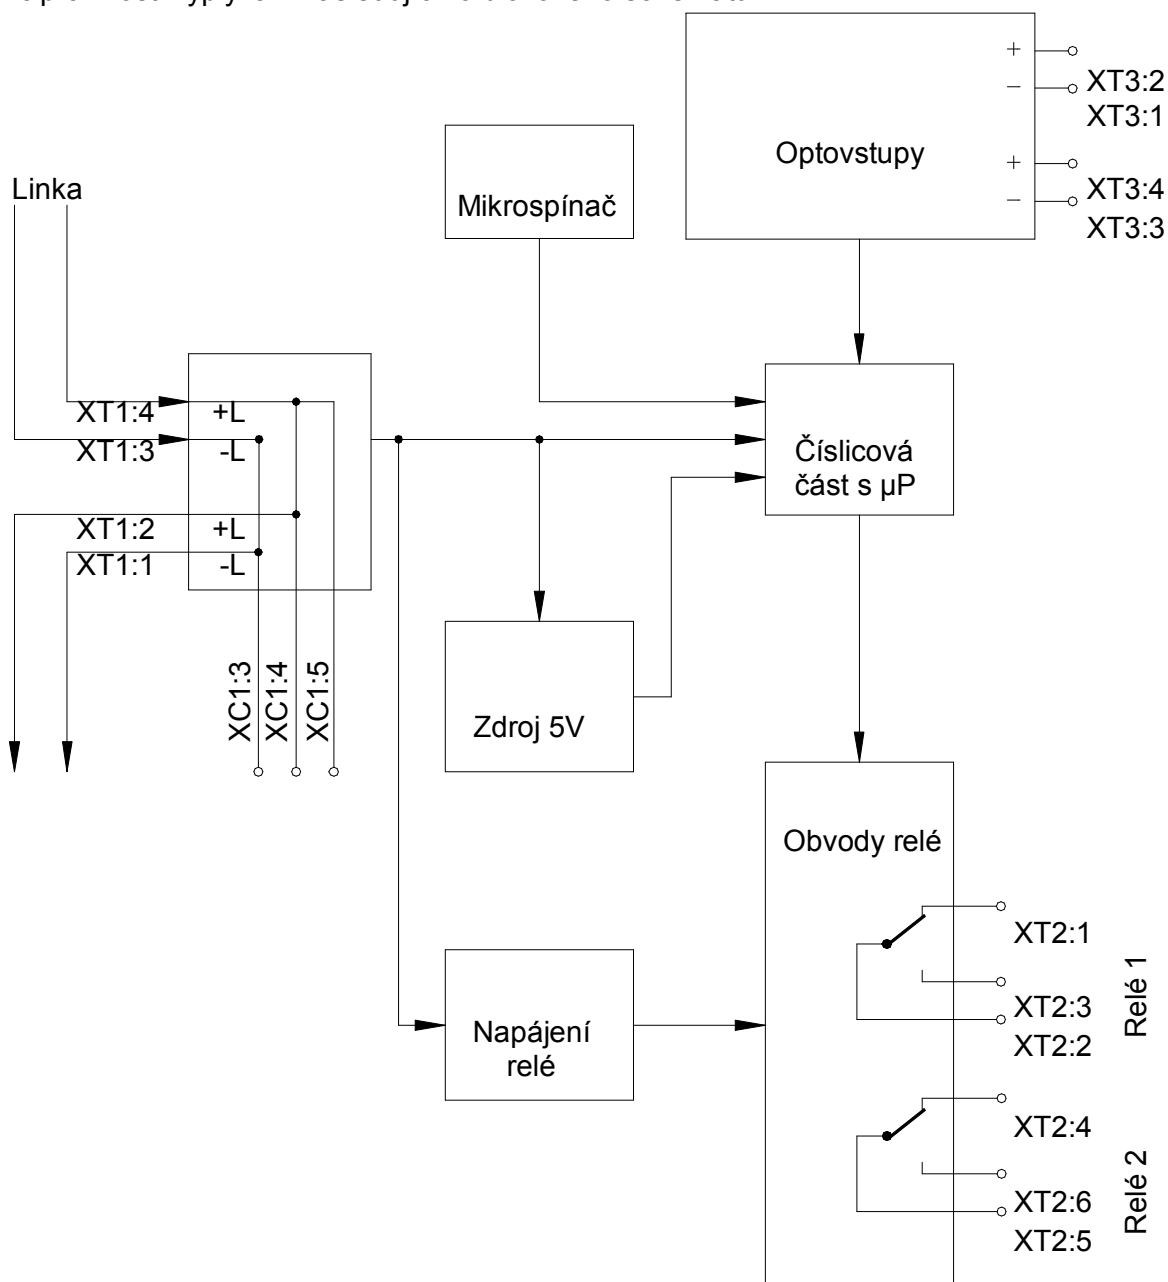 +
XT3:2
−
XT3:1
Optovstupy
+
XT3:4
−
XT3:3
Mikrospínač
Linka
XT1:4 +L
XT1:3 -L
XT1:2 +L
XT1:1 -L
Číslicová
část s µP
XC1:3
XC1:4
XC1:5
Zdroj 5V
Obvody relé
XT2:1
XT2:3
XT2:2
Relé 1
Napájení
relé
XT2:4
XT2:6
XT2:5
Relé 2